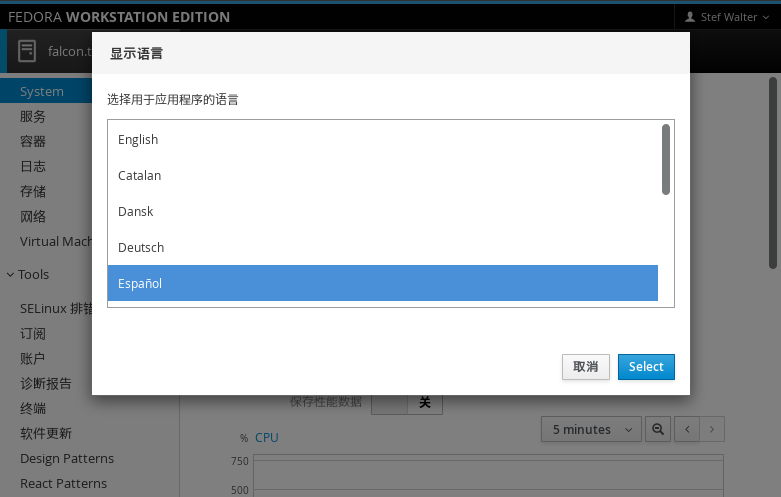 FEDORA WORKSTATION EDITION
Stef Walter
falcon.t
显示语言
选择用于应用程序的语言
English
Catalan
Dansk
Deutsch
Español
取消
Select
System
服务
容器
日志
存储
网络
Virtual Mach
Tools
SELinux 排错
订阅
账户
诊断报告
终端
软件更新
Design Patterns
React Patterns
保存性能数据
关
5 minutes
% CPU
750
500